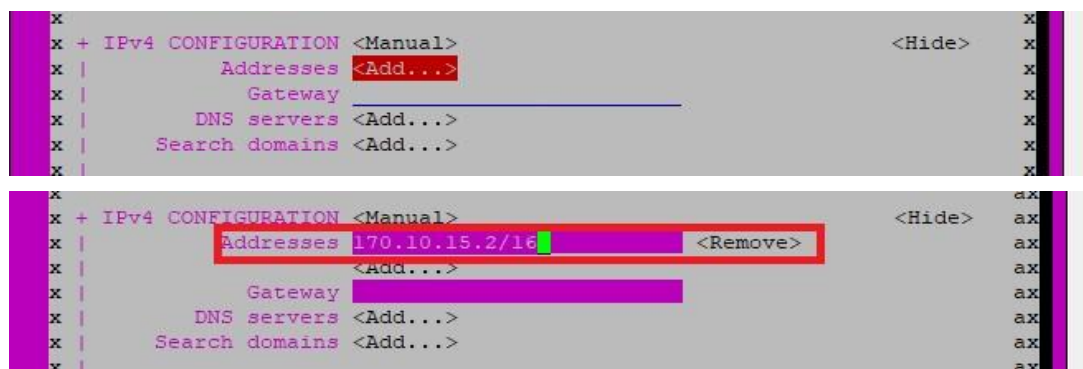 x x
x + IPv4 CONFIGURATION <Manual> <Hide> x
x | Addresses <Add...> x
x | Gateway x
x | DNS servers <Add...> x
x | Search domains <Add...> x
x | x
x ax
x + IPv4 CONFIGURATION <Manual> <Hide> ax
x | Addresses 170.10.15.2/16 <Remove> ax
x | <Add...> ax
x | Gateway ax
x | DNS servers <Add...> ax
x | Search domains <Add...> ax
x | ax